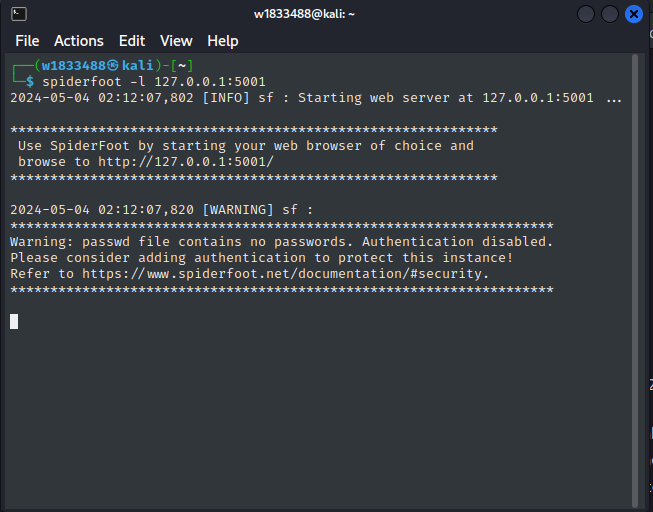 w1833488@kali: ~
File Actions Edit View Help
┌──(w1833488㉿kali)-[~]
└─$ spiderfoot -l 127.0.0.1:5001
2024-05-04 02:12:07,802 [INFO] sf : Starting web server at 127.0.0.1:5001 ...
*************************************************************
Use SpiderFoot by starting your web browser of choice and
browse to http://127.0.0.1:5001/
*************************************************************
2024-05-04 02:12:07,820 [WARNING] sf :
********************************************************************
Warning: passwd file contains no passwords. Authentication disabled.
Please consider adding authentication to protect this instance!
Refer to https://www.spiderfoot.net/documentation/#security.
********************************************************************